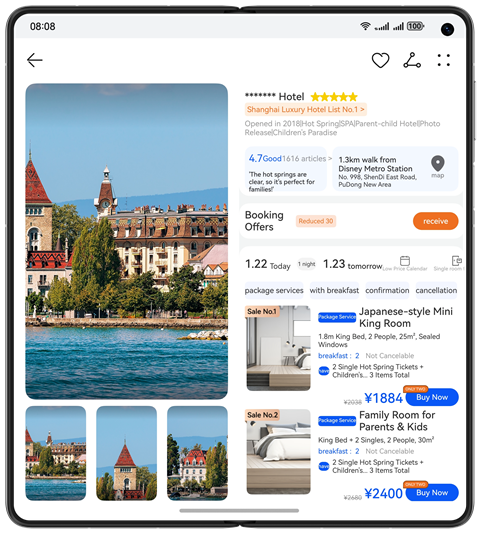 08:08
100
******* Hotel
Shanghai Luxury Hotel List No.1 >
Opened in 2018|Hot Spring|SPA|Parent-child Hotel|Photo
Release|Children's Paradise
4.7Good 1616 articles >
'The hot springs are
clear, so it's perfect for
families!'
1.3km walk from
Disney Metro Station
No. 998, ShenDi East Road,
PuDong New Area
map
Booking
Offers
Reduced 30
receive
1.22 Today
1 night
1.23 tomorrow
Low Price Calendar
Single room
package services
with breakfast
confirmation
cancellation
Sale No.1
Package Service
Japanese-style Mini
King Room
1.8m King Bed, 2 People, 25m², Sealed
Windows
breakfast : 2 Not Cancelable
2 Single Hot Spring Tickets +
Children's... 3 Items Total
¥2038
¥1884
ONLY TWO
Buy Now
Sale No.2
Package Service
Family Room for
Parents & Kids
King Bed + 2 Singles, 2 People, 30m²
breakfast : 2 Not Cancelable
2 Single Hot Spring Tickets +
Children's... 3 Items Total
¥2680
¥2400
ONLY TWO
Buy Now